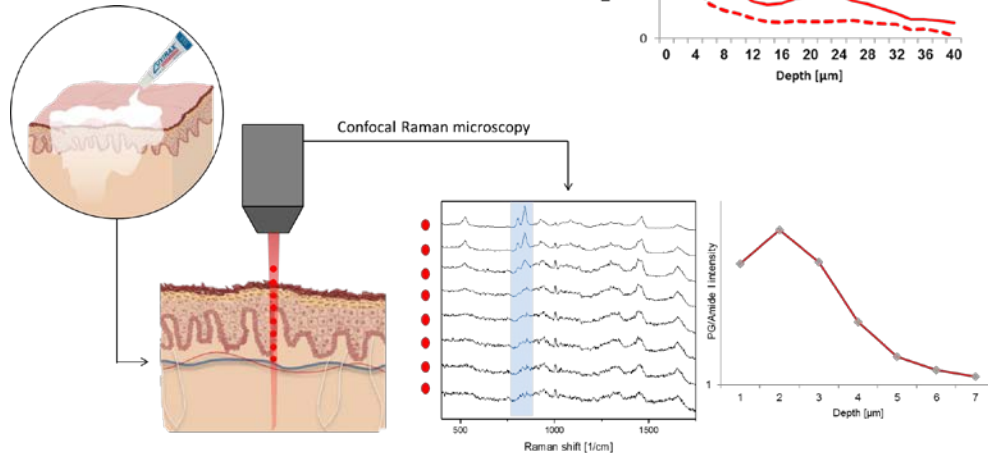 0
0 4 8 12 16 20 24 28 32 36 40
Depth [µm]
ZOVIRAX
Confocal Raman microscopy
500 1000 1500
Raman shift [1/cm]
PG/Amide I intensity
1
1 2 3 4 5 6 7
Depth [µm]